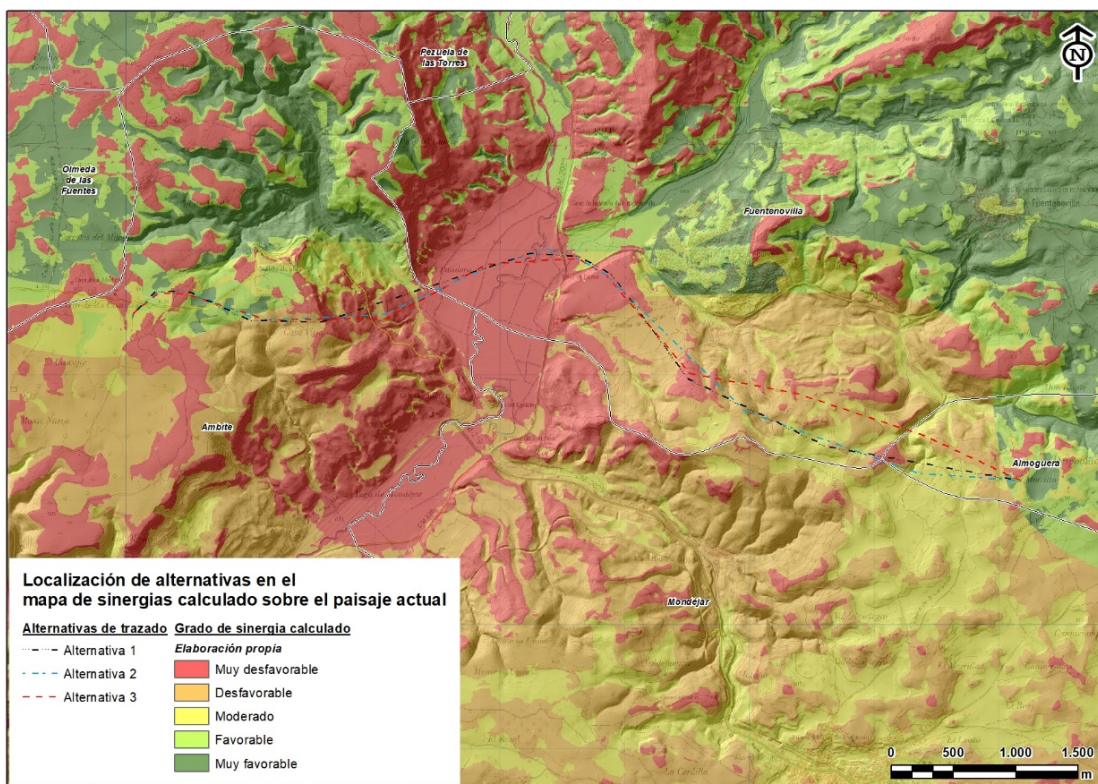 N
Pezuela de
las Torres
Olmeda
de las
Fuentes
Fuentenovilla
Ambite
Almoguera
Mondéjar
Localización de alternativas en el
mapa de sinergias calculado sobre el paisaje actual
Alternativas de trazado
Alternativa 1
Alternativa 2
Alternativa 3
Grado de sinergia calculado
Elaboración propia
Muy desfavorable
Desfavorable
Moderado
Favorable
Muy favorable
0 500 1.000 1.500
m